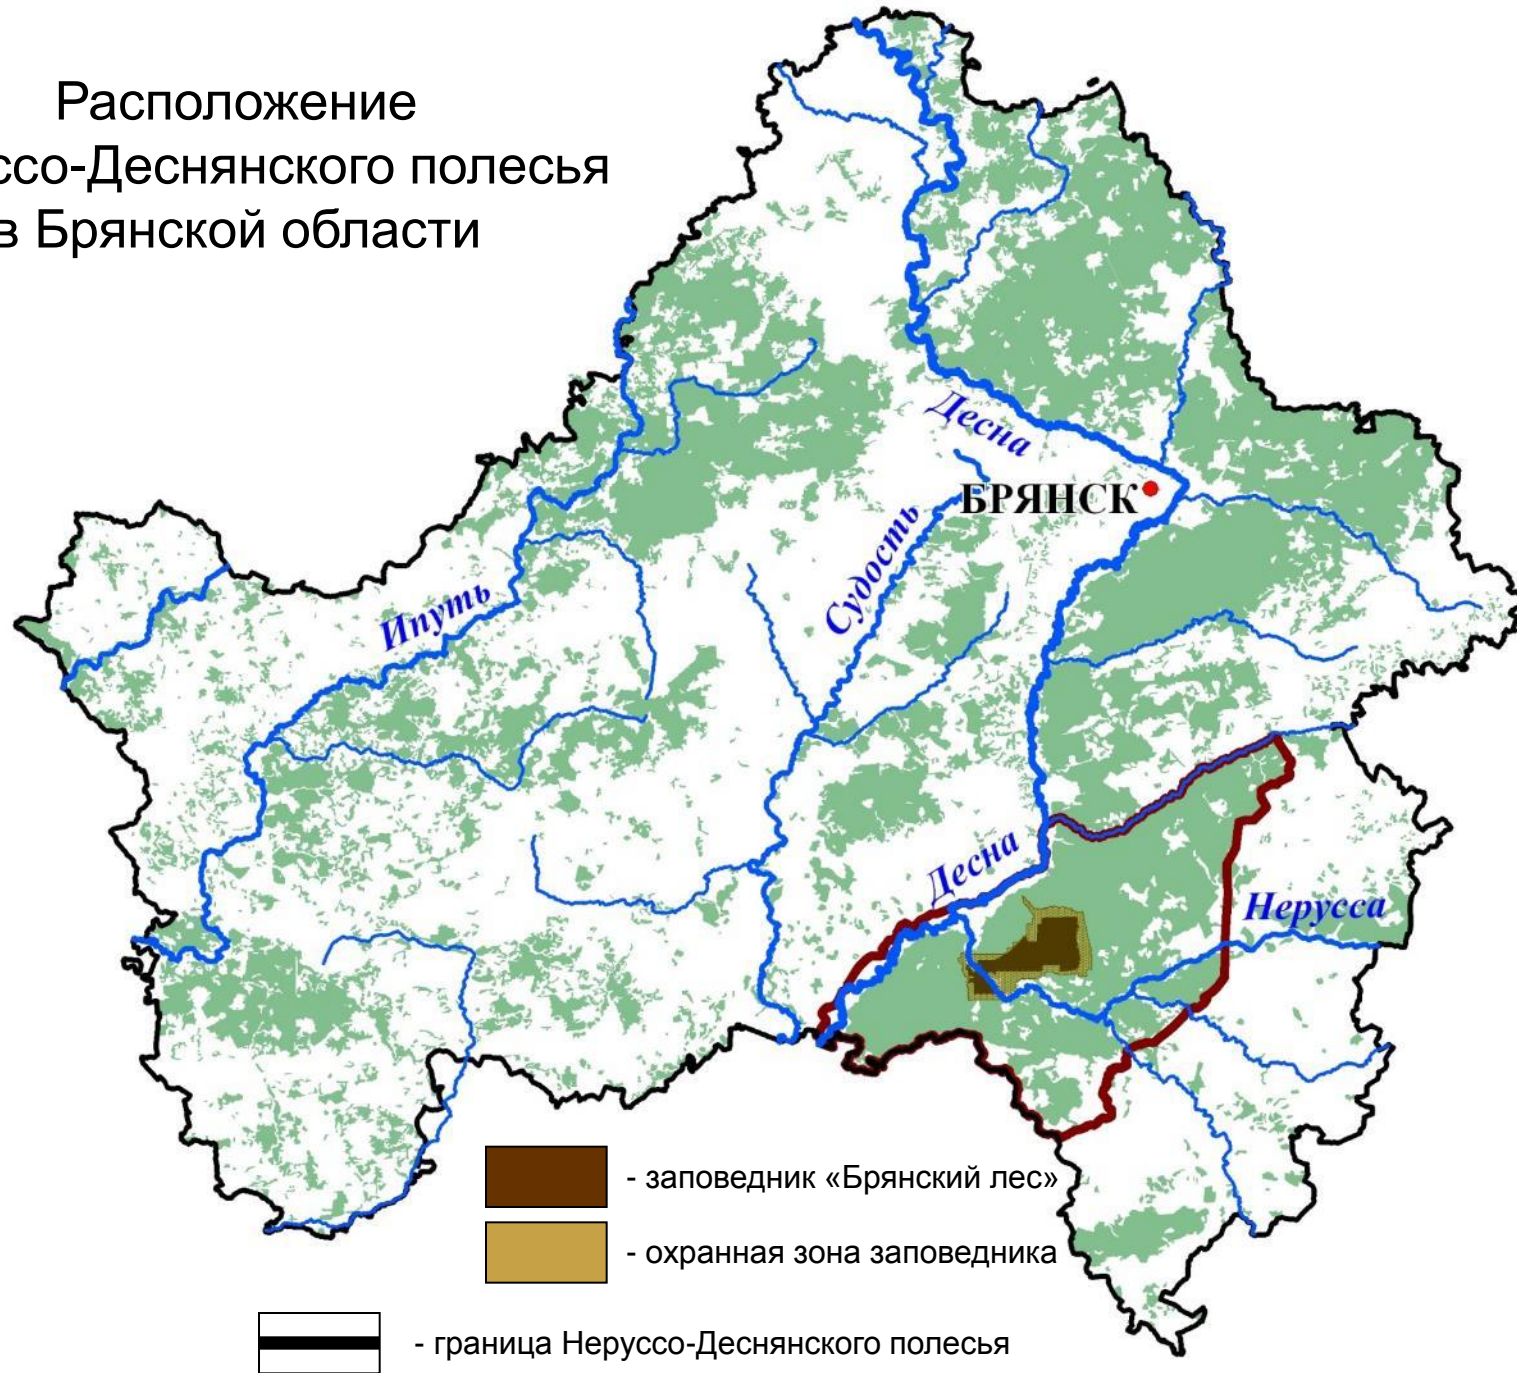 Расположение
ссо-Деснянского полесья
в Брянской области
Десна
БРЯНСК
Судость
Ипуть
Десна
Нерусса
- заповедник «Брянский лес»
- охранная зона заповедника
- граница Неруссо-Деснянского полесья